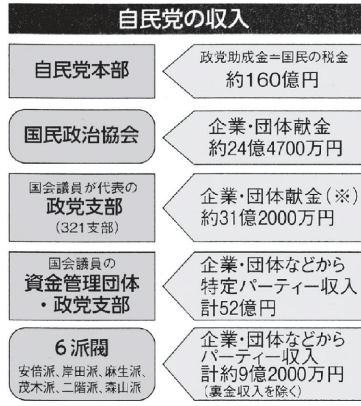 自民党の収入
自民党本部
政党助成金=国民の税金
約160億円
国民政治協会
企業・団体献金
約24億4700万円
国会議員が代表の
政党支部
(321支部)
企業・団体献金(※)
約31億2000万円
国会議員の
資金管理団体
・政党支部
企業・団体などから
特定パーティー収入
計52億円
6派閥
安倍派、岸田派、麻生派、
茂木派、二階派、森山派
企業・団体などから
パーティー収入
計約9億2000万円
(裏金収入を除く)